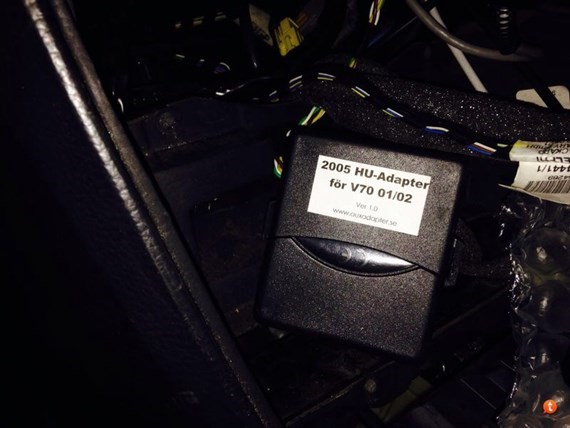 2005 HU-Adapter
för V70 01/02
Ver 1.0
www.auxadapter.se